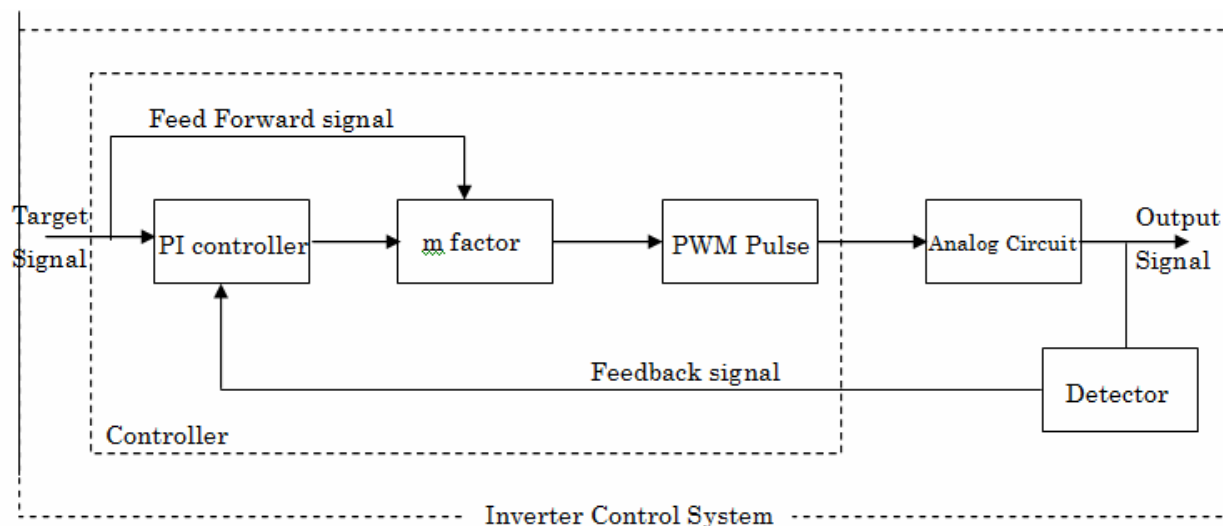 Feed Forward signal
Target
Signal
PI controller
m factor
PWM Pulse
Analog Circuit
Output
Signal
Feedback signal
Detector
Controller
Inverter Control System